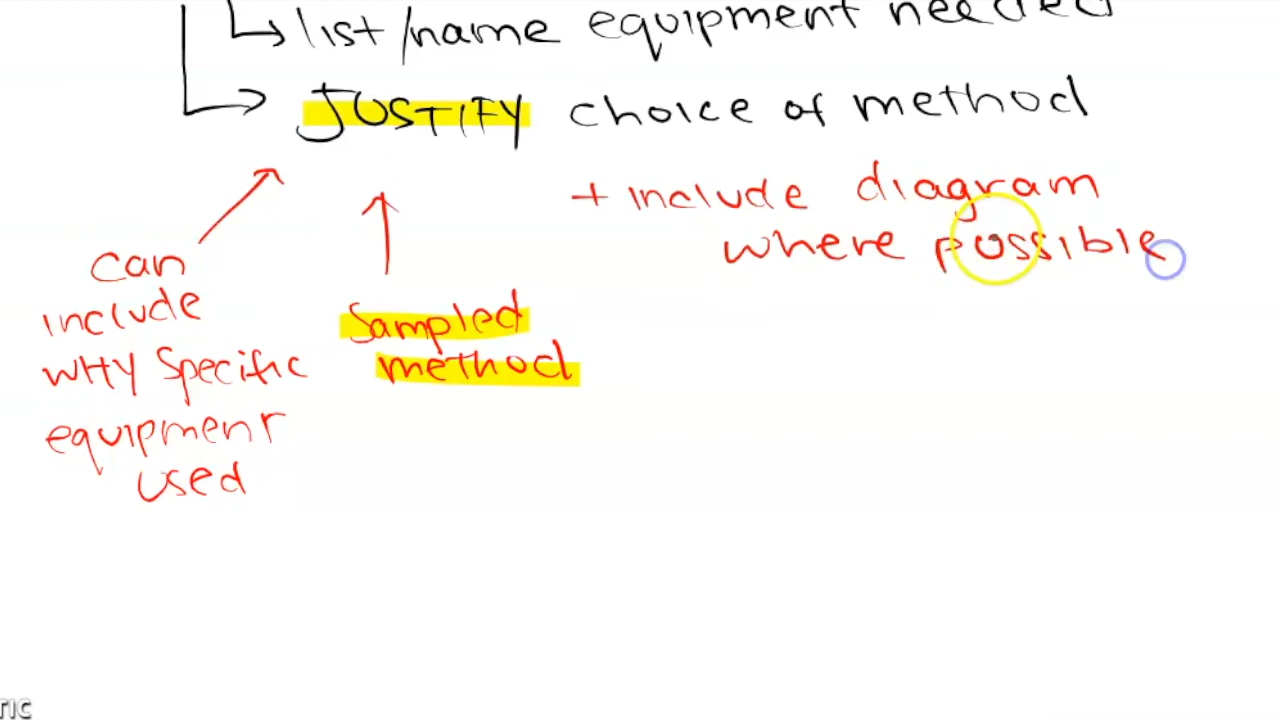 list/name equipment needed
JUSTIFY choice of method
+ include diagram
where possible
can
include
WHY Specific
equipment
used
Sampled
method
TIC